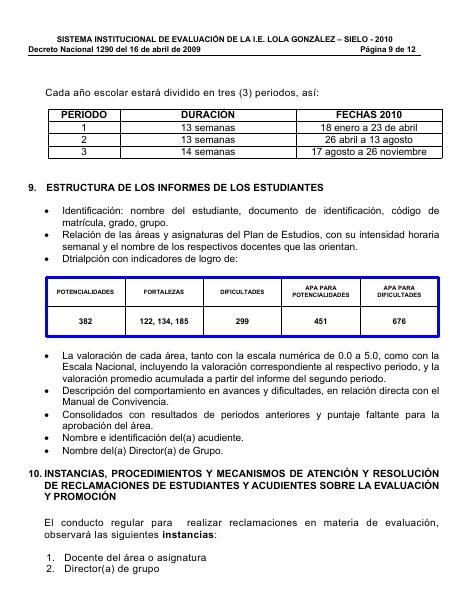 SISTEMA INSTITUCIONAL DE EVALUACIÓN DE LA I.E. LOLA GONZÀLEZ – SIELO - 2010
Decreto Nacional 1290 del 16 de abril de 2009 Página 9 de 12
Cada año escolar estará dividido en tres (3) periodos, así:
PERIODO DURACIÓN FECHAS 2010
1 13 semanas 18 enero a 23 de abril
2 13 semanas 26 abril a 13 agosto
3 14 semanas 17 agosto a 26 noviembre
9. ESTRUCTURA DE LOS INFORMES DE LOS ESTUDIANTES
• Identificación: nombre del estudiante, documento de identificación, código de
matrícula, grado, grupo.
• Relación de las áreas y asignaturas del Plan de Estudios, con su intensidad horaria
semanal y el nombre de los respectivos docentes que las orientan.
• Dtrialpción con indicadores de logro de:
POTENCIALIDADES FORTALEZAS DIFICULTADES APA PARA POTENCIALIDADES APA PARA DIFICULTADES
382 122, 134, 185 299 451 676
• La valoración de cada área, tanto con la escala numérica de 0.0 a 5.0, como con la
Escala Nacional, incluyendo la valoración correspondiente al respectivo periodo, y la
valoración promedio acumulada a partir del informe del segundo periodo.
• Descripción del comportamiento en avances y dificultades, en relación directa con el
Manual de Convivencia.
• Consolidados con resultados de periodos anteriores y puntaje faltante para la
aprobación del área.
• Nombre e identificación del(a) acudiente.
• Nombre del(a) Director(a) de Grupo.
10. INSTANCIAS, PROCEDIMIENTOS Y MECANISMOS DE ATENCIÓN Y RESOLUCIÓN
DE RECLAMACIONES DE ESTUDIANTES Y ACUDIENTES SOBRE LA EVALUACIÓN
Y PROMOCIÓN
El conducto regular para realizar reclamaciones en materia de evaluación,
observará las siguientes instancias:
1. Docente del área o asignatura
2. Director(a) de grupo